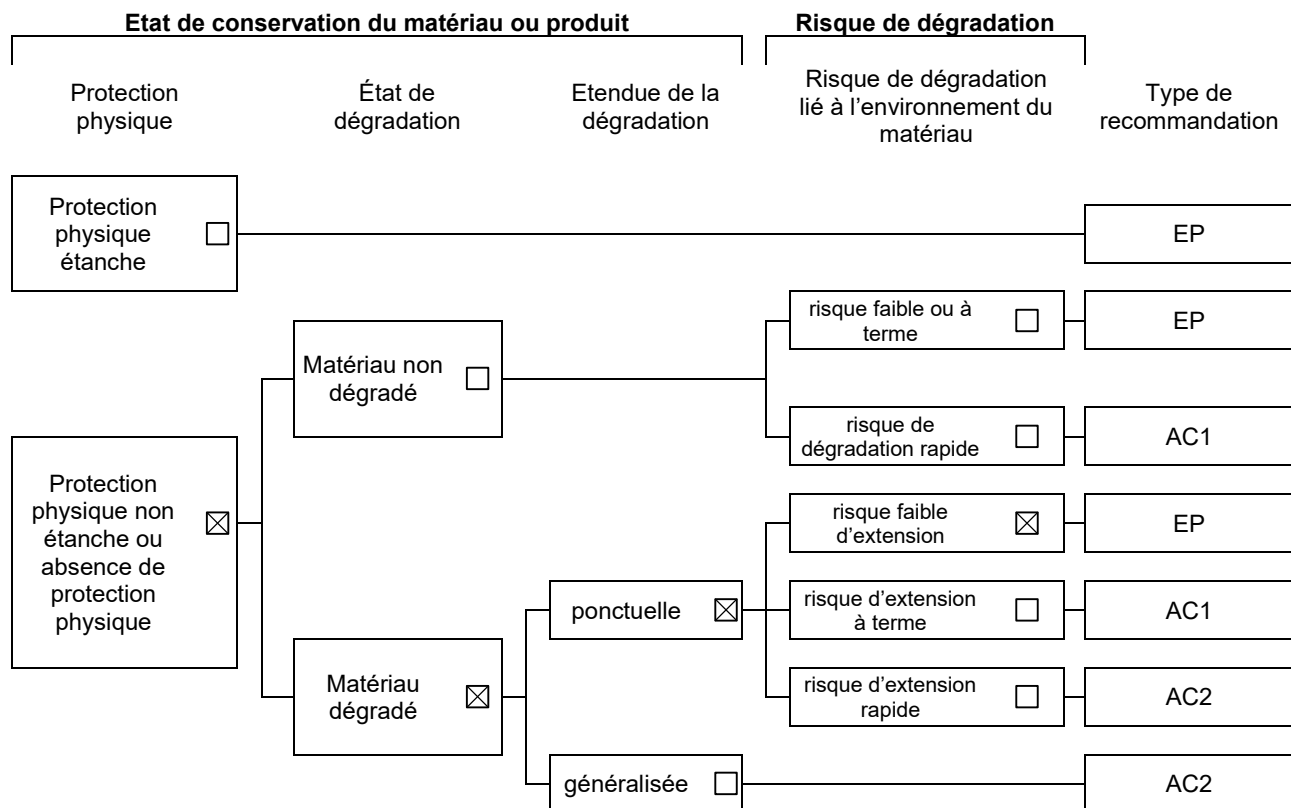 Etat de conservation du matériau ou produit
Risque de dégradation
Protection
physique
État de
dégradation
Etendue de la
dégradation
Risque de dégradation
lié à l'environnement du
matériau
Type de
recommandation
Protection
physique
étanche
EP
risque faible ou à
terme
EP
Matériau non
dégradé
risque de
dégradation rapide
AC1
Protection
physique non
étanche ou
absence de
protection
physique
risque faible
d'extension
EP
ponctuelle
risque d'extension
à terme
AC1
Matériau
dégradé
risque d'extension
rapide
AC2
généralisée
AC2